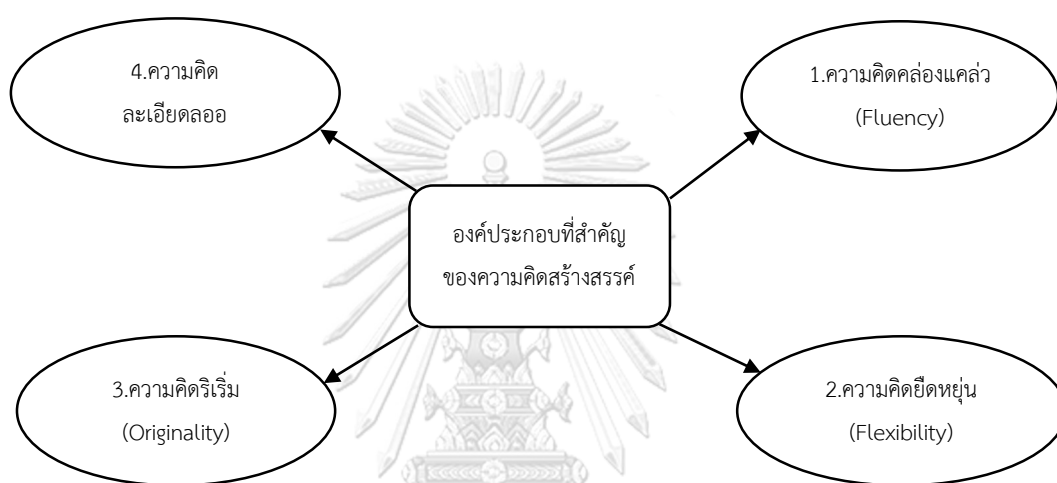 4.ความคิด
ละเอียดลออ
1.ความคิดคล่องแคล่ว
(Fluency)
องค์ประกอบที่สำคัญ
ของความคิดสร้างสรรค์
3.ความคิดริเริ่ม
(Originality)
2.ความคิดยืดหยุ่น
(Flexibility)